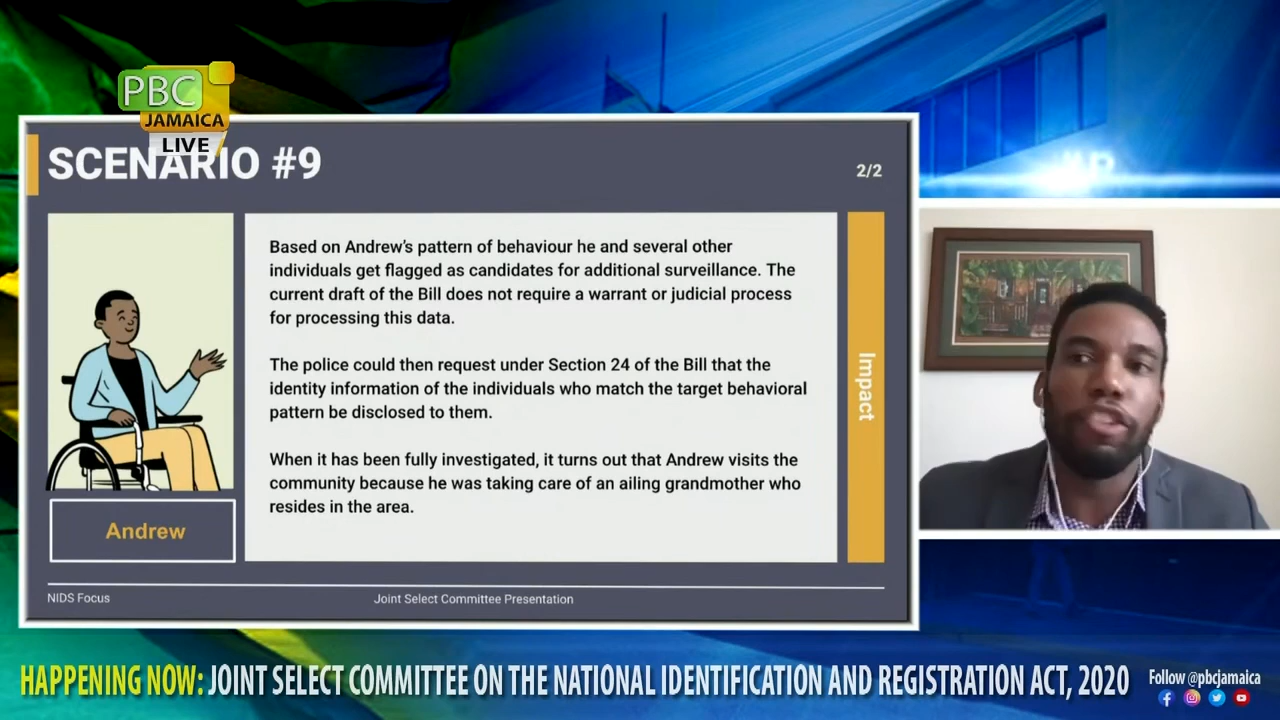 PBC
JAMAICA
LIVE
SCENARIO #9
2/2
Based on Andrew's pattern of behaviour he and several other
individuals get flagged as candidates for additional surveillance. The
current draft of the Bill does not require a warrant or judicial process
for processing this data.
The police could then request under Section 24 of the Bill that the
identity information of the individuals who match the target behavioral
pattern be disclosed to them.
When it has been fully investigated, it turns out that Andrew visits the
community because he was taking care of an ailing grandmother who
resides in the area.
Impact
Andrew
NIDS Focus
Joint Select Committee Presentation
HAPPENING NOW: JOINT SELECT COMMITTEE ON THE NATIONAL IDENTIFICATION AND REGISTRATION ACT, 2020
Follow @pbcjamaica